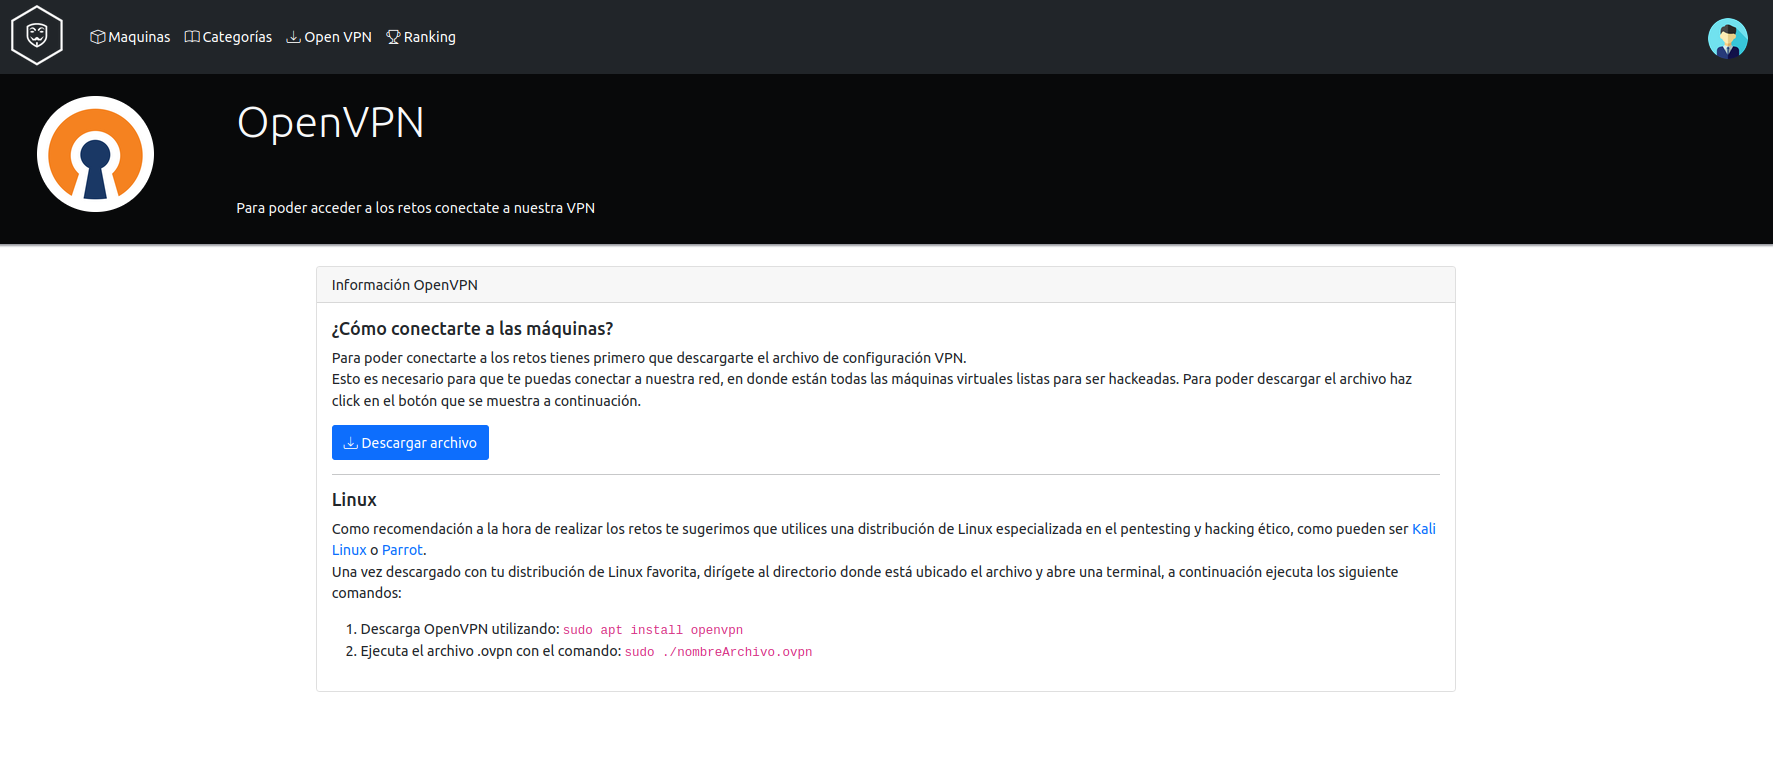 Maquinas Categorías Open VPN Ranking
OpenVPN
Para poder acceder a los retos conectate a nuestra VPN
Información OpenVPN
¿Cómo conectarte a las máquinas?
Para poder conectarte a los retos tienes primero que descargarte el archivo de configuración VPN.
Esto es necesario para que te puedas conectar a nuestra red, en donde están todas las máquinas virtuales listas para ser hackeadas. Para poder descargar el archivo haz
click en el botón que se muestra a continuación.
Descargar archivo
Linux
Como recomendación a la hora de realizar los retos te sugerimos que utilices una distribución de Linux especializada en el pentesting y hacking ético, como pueden ser Kali
Linux o Parrot.
Una vez descargado con tu distribución de Linux favorita, dirígete al directorio donde está ubicado el archivo y abre una terminal, a continuación ejecuta los siguiente
comandos:
1. Descarga OpenVPN utilizando: sudo apt install openvpn
2. Ejecuta el archivo .ovpn con el comando: sudo ./nombreArchivo.ovpn